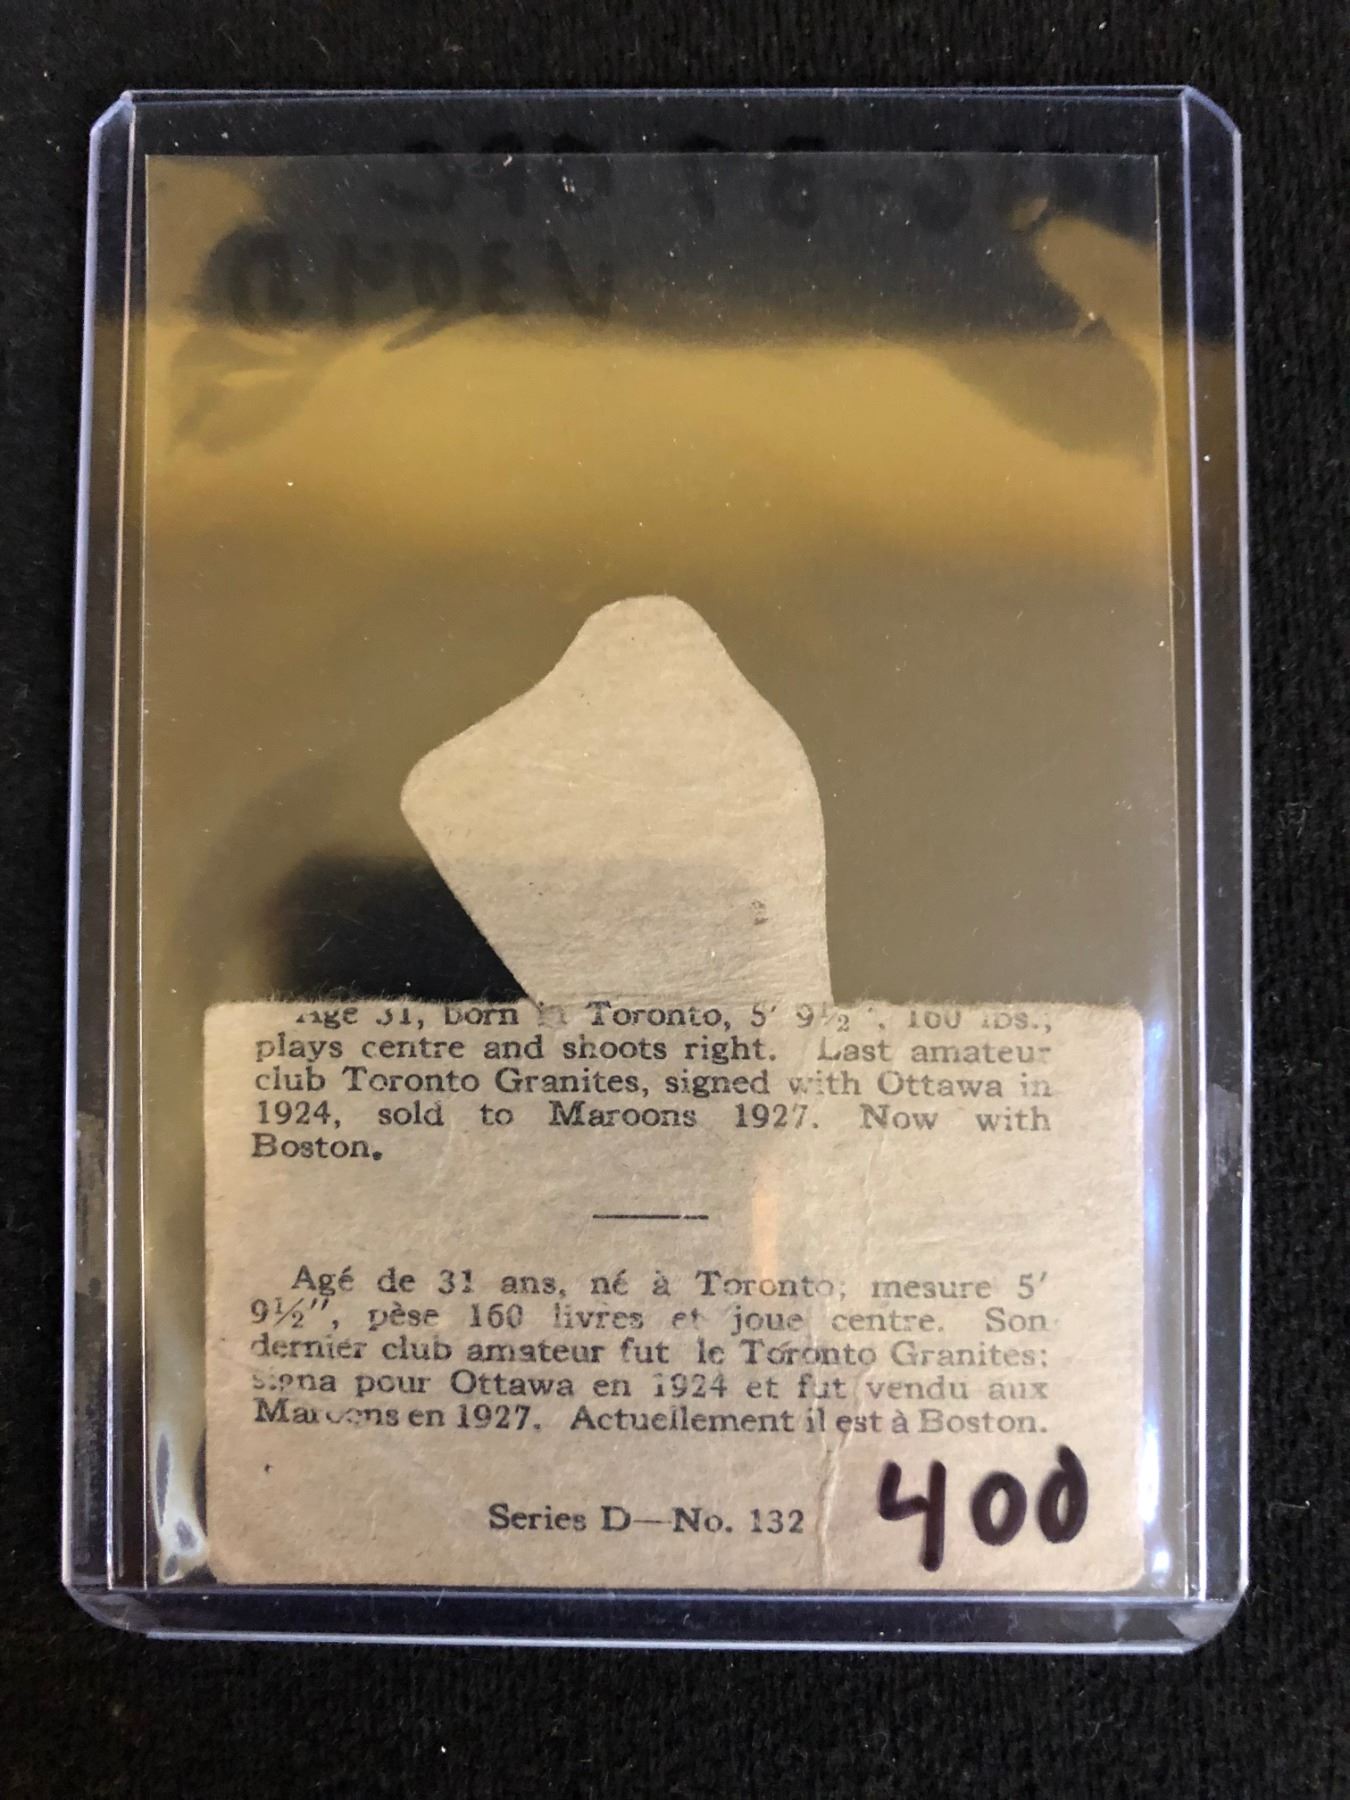 Age 31, born in Toronto, 5′ 9½″, 160 lbs.,
plays centre and shoots right. Last amateur
club Toronto Granites, signed with Ottawa in
1924, sold to Maroons 1927. Now with
Boston.
Agé de 31 ans, né à Toronto; mesure 5′
9½″, pèse 160 livres et joue centre. Son
dernier club amateur fut le Toronto Granites;
signa pour Ottawa en 1924 et fut vendu aux
Maroons en 1927. Actuellement il est à Boston.
Series D—No. 132
400